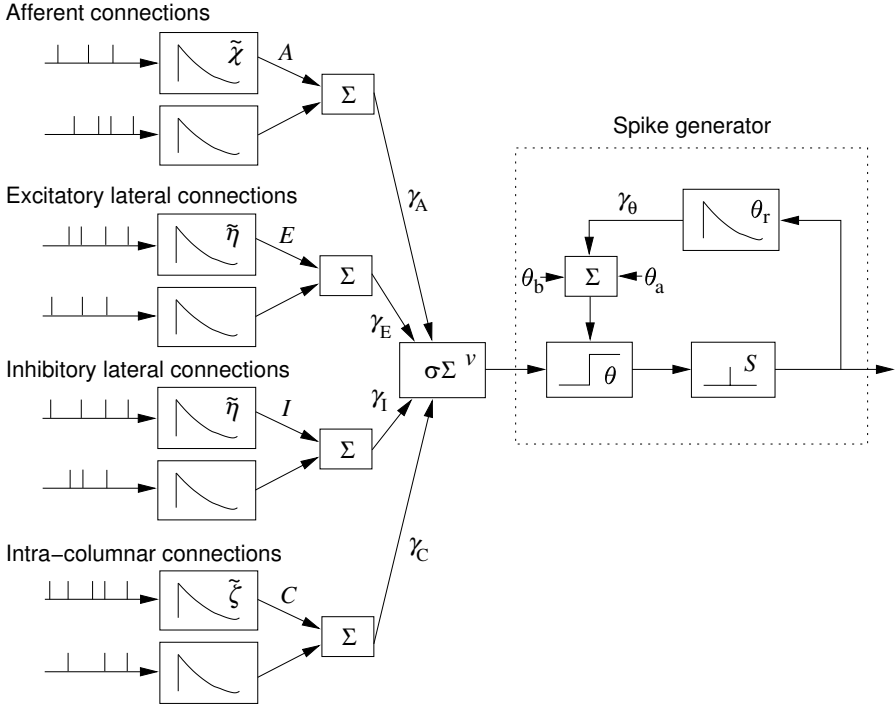 Afferent connections
χ̃ A
Σ
Spike generator
γA
Excitatory lateral connections
γθ θr
η̃ E
Σ
θb Σ θa
γE
Inhibitory lateral connections
σΣ v
θ
S
η̃ I
γI
Σ
Intra−columnar connections
γC
ζ̃ C
Σ